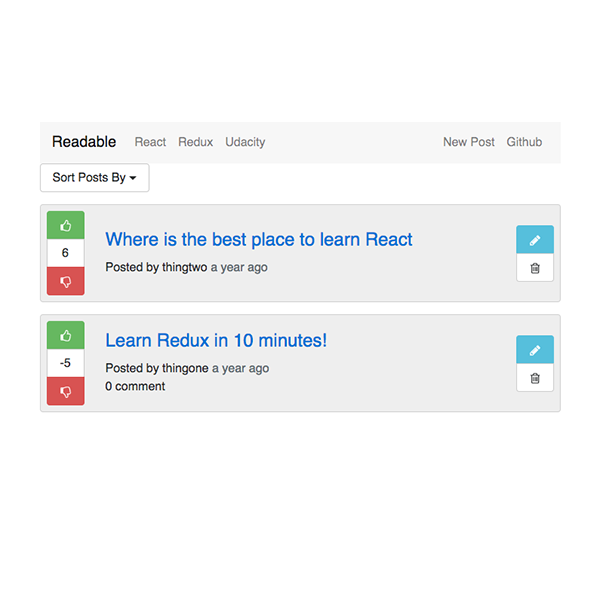 Readable React Redux Udacity New Post Github
Sort Posts By
6
Where is the best place to learn React
Posted by thingtwo a year ago
-5
Learn Redux in 10 minutes!
Posted by thingone a year ago
0 comment